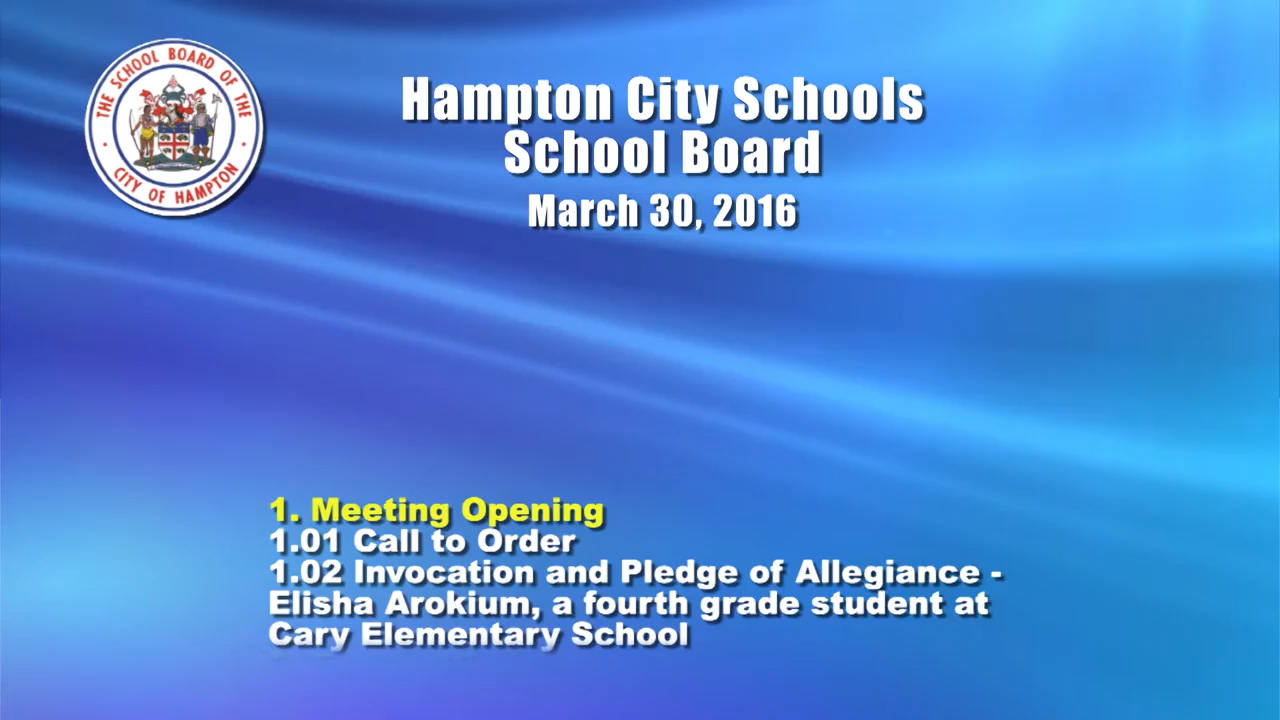 THE SCHOOL BOARD OF THE
CITY OF HAMPTON
Hampton City Schools
School Board
March 30, 2016
1. Meeting Opening
1.01 Call to Order
1.02 Invocation and Pledge of Allegiance -
Elisha Arokium, a fourth grade student at
Cary Elementary School